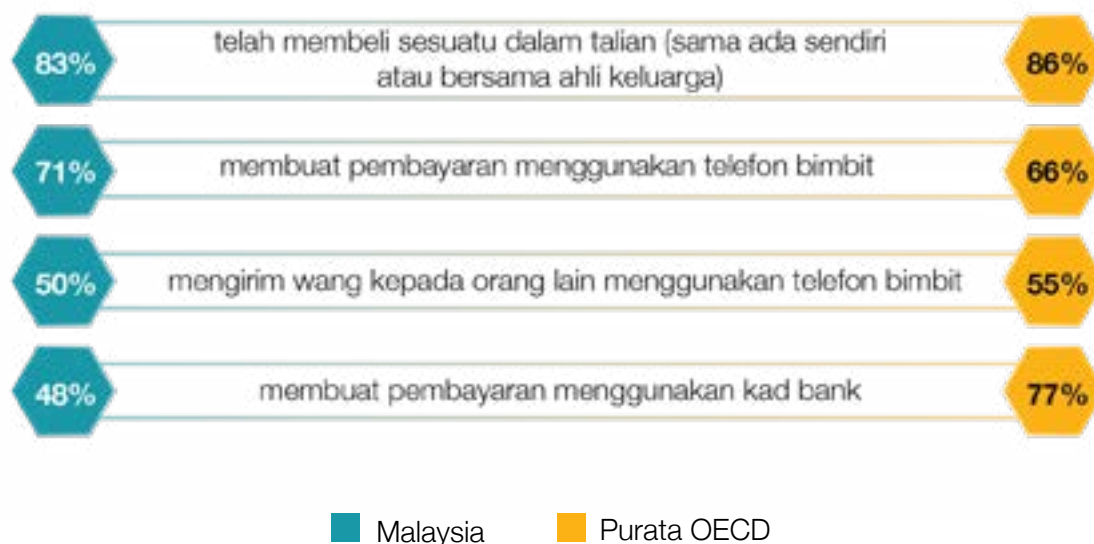 83%
telah membeli sesuatu dalam talian (sama ada sendiri
atau bersama ahli keluarga)
86%
71%
membuat pembayaran menggunakan telefon bimbit
66%
50%
mengirim wang kepada orang lain menggunakan telefon bimbit
55%
48%
membuat pembayaran menggunakan kad bank
77%
Malaysia
Purata OECD